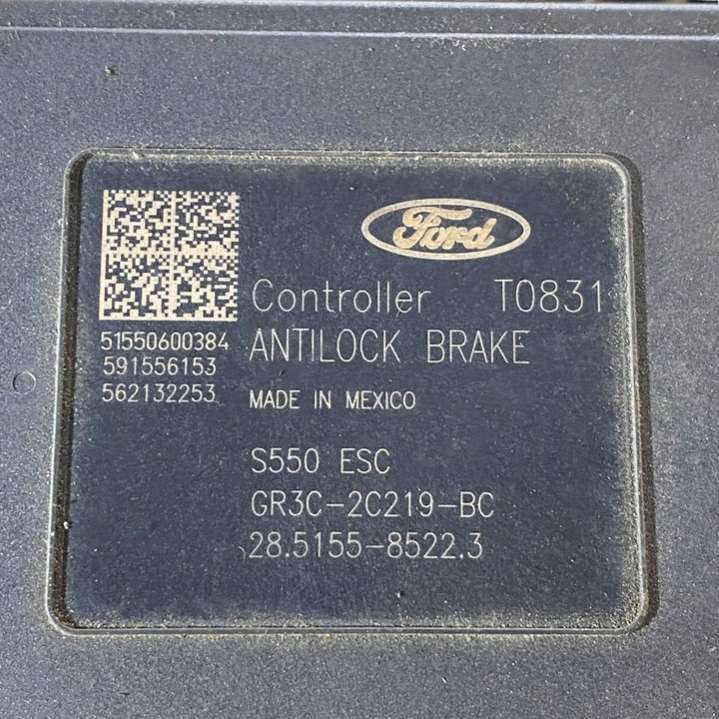 Ford
Controller T0831
51550600384
591556153
562132253
ANTILOCK BRAKE
MADE IN MEXICO
S550 ESC
GR3C-2C219-BC
28.5155-8522.3